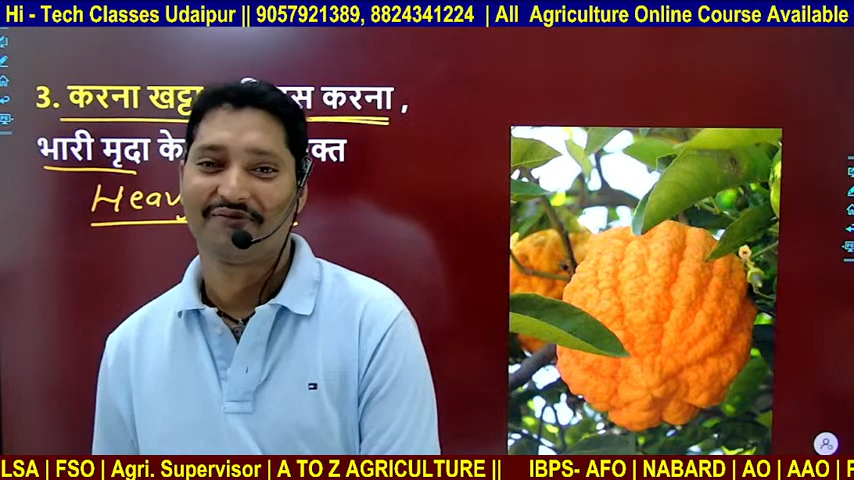 Hi - Tech Classes Udaipur || 9057921389, 8824341224 | All Agriculture Online Course Available
3. करना खट्टा करना ,
भारी मृदा के
Heavy
LSA | FSO | Agri. Supervisor | A TO Z AGRICULTURE || IBPS- AFO | NABARD | AO | AAO |